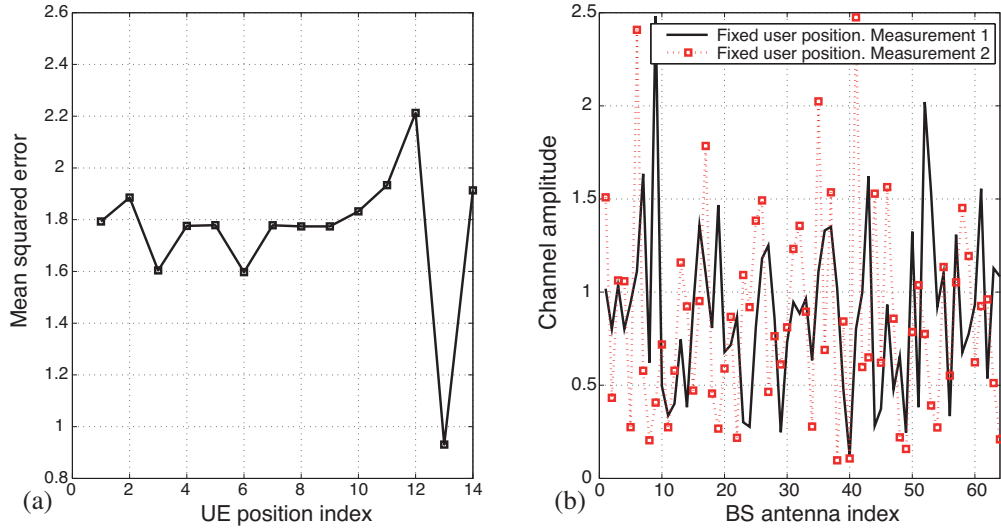 2.6
2.4
2.2
2
1.8
1.6
1.4
1.2
1
0.8
Mean squared error
0 2 4 6 8 10 12 14
UE position index
(a)
Fixed user position. Measurement 1
Fixed user position. Measurement 2
2.5
2
1.5
1
0.5
0
Channel amplitude
0 10 20 30 40 50 60
BS antenna index
(b)